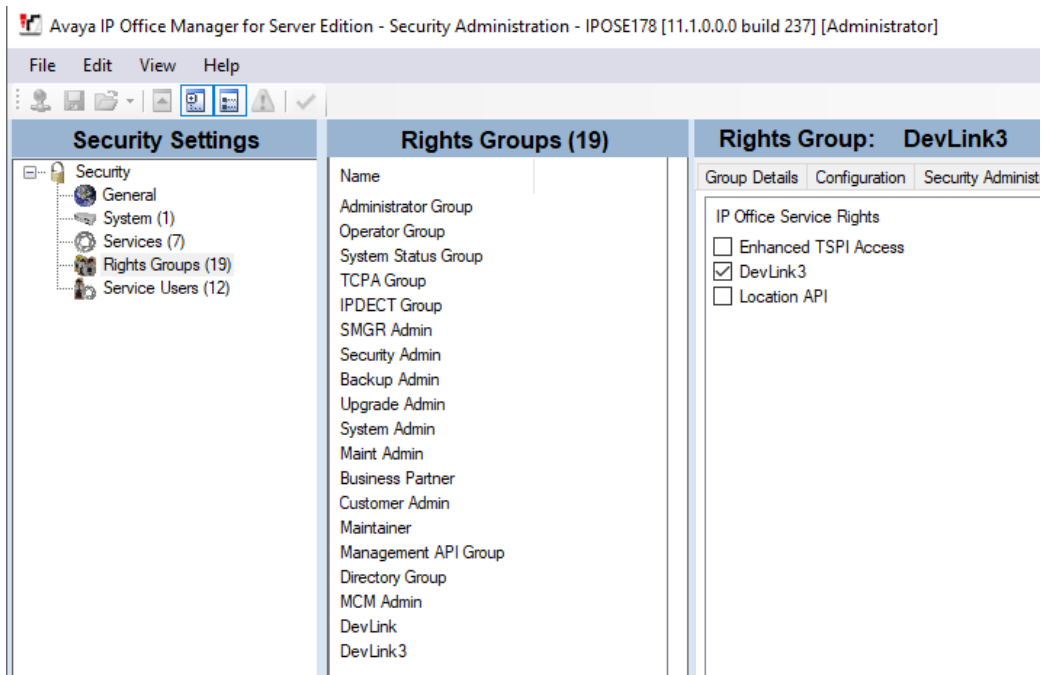 Avaya IP Office Manager for Server Edition - Security Administration - IPOSE178 [11.1.0.0.0 build 237] [Administrator]
File Edit View Help
Security Settings
Security
General
System (1)
Services (7)
Rights Groups (19)
Service Users (12)
Rights Groups (19)
Name
Administrator Group
Operator Group
System Status Group
TCPA Group
IPDECT Group
SMGR Admin
Security Admin
Backup Admin
Upgrade Admin
System Admin
Maint Admin
Business Partner
Customer Admin
Maintainer
Management API Group
Directory Group
MCM Admin
DevLink
DevLink3
Rights Group: DevLink3
Group Details Configuration Security Administ
IP Office Service Rights
Enhanced TSPI Access
DevLink3
Location API